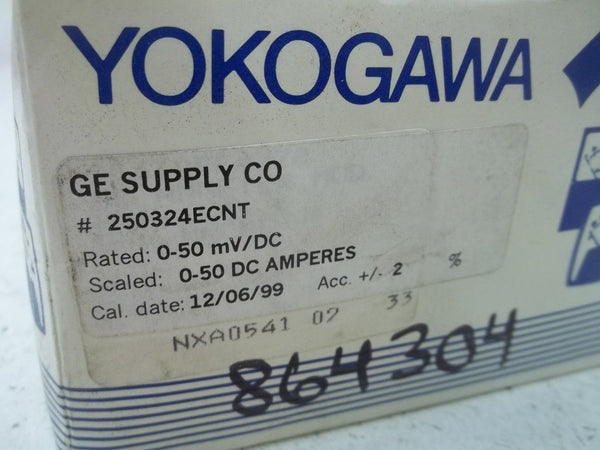 YOKOGAWA
GE SUPPLY CO
# 250324ECNT
Rated: 0-50 mV/DC
Scaled: 0-50 DC AMPERES
Cal. date: 12/06/99 Acc. +/- 2 %
NXA0541 02 33
864304